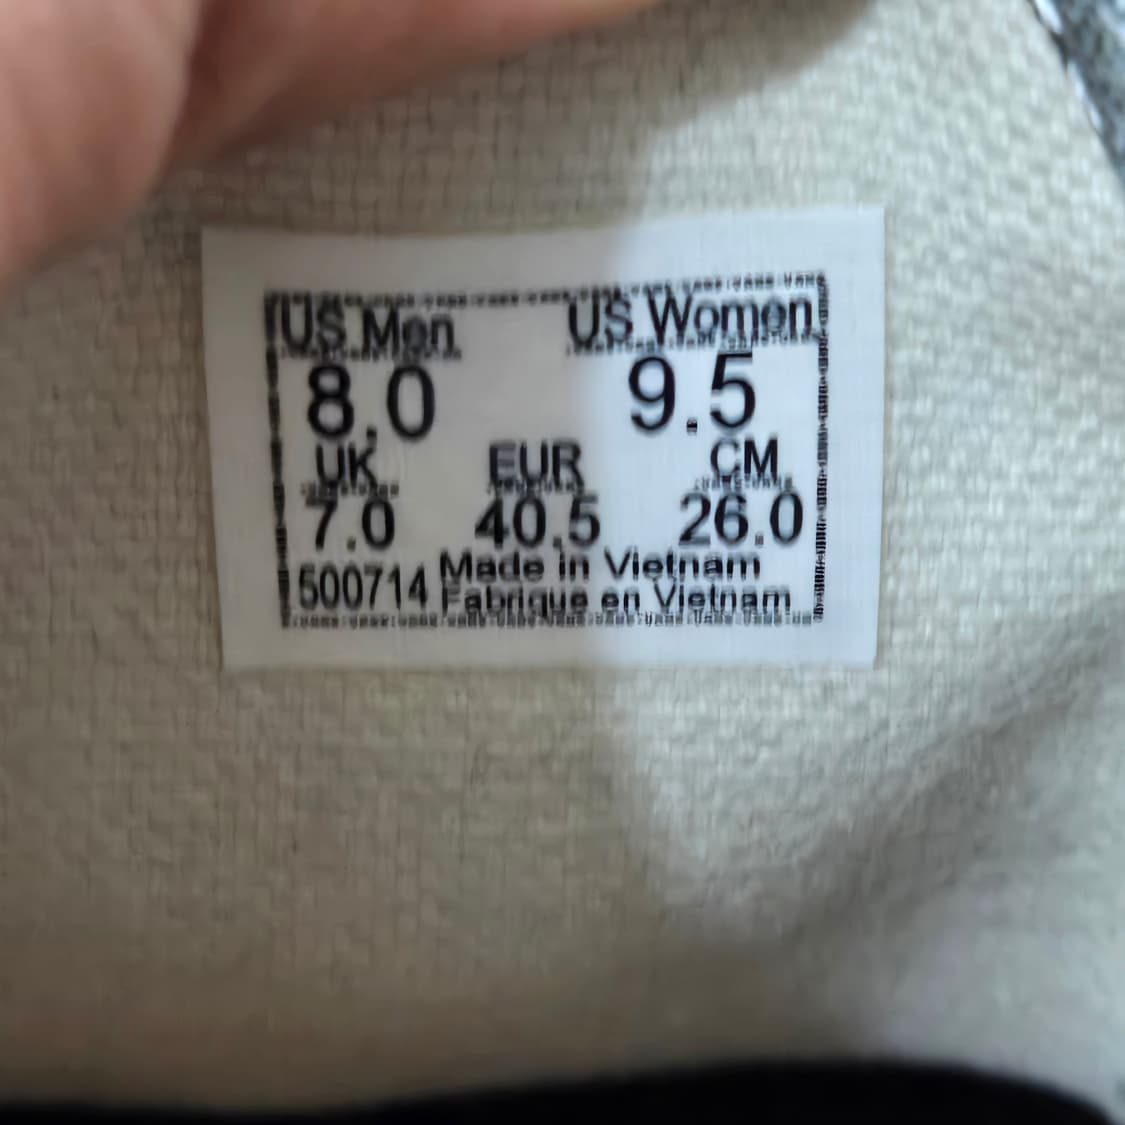 US Men US Women
8.0 9.5
UK EUR CM
7.0 40.5 26.0
500714 Made in Vietnam
Fabrique en Vietnam